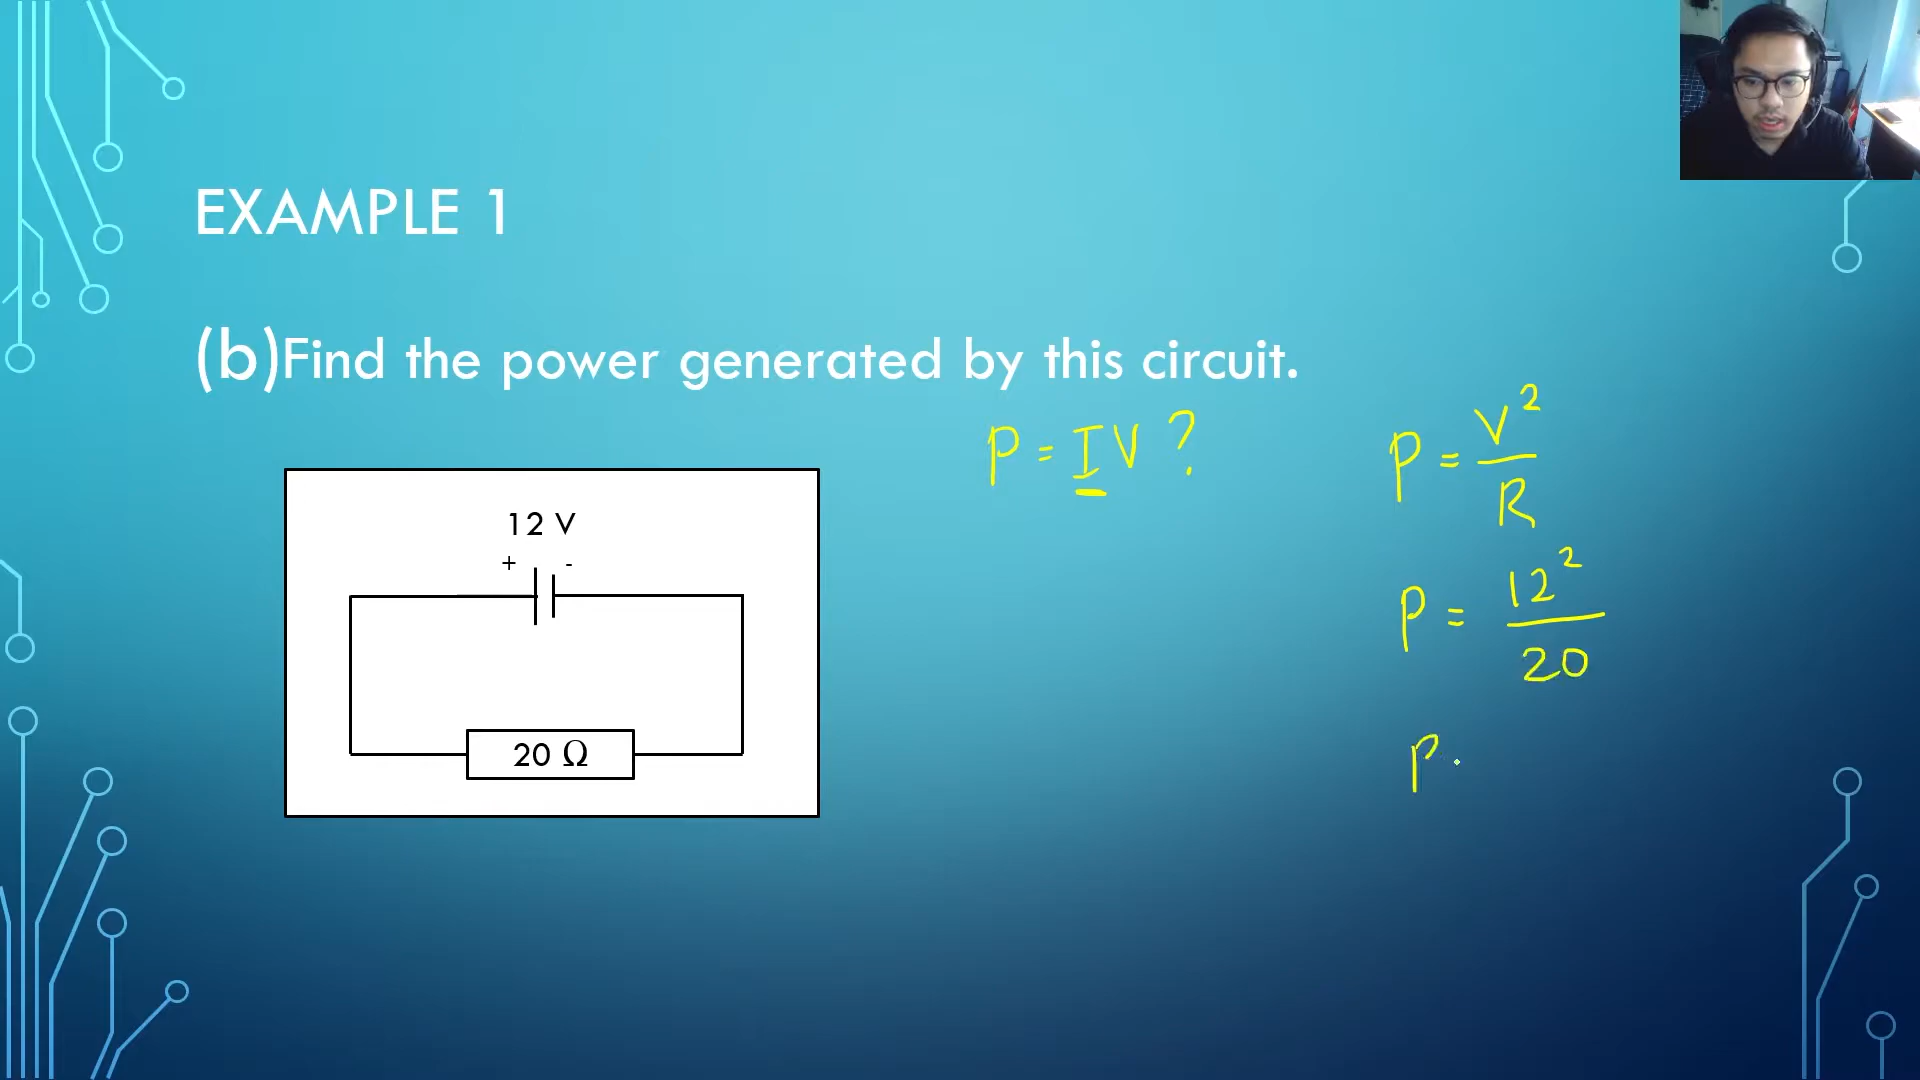 EXAMPLE 1
(b)Find the power generated by this circuit.
P = IV ?
P = V² / R
12 V
+ -
P = 12² / 20
20 Ω
P